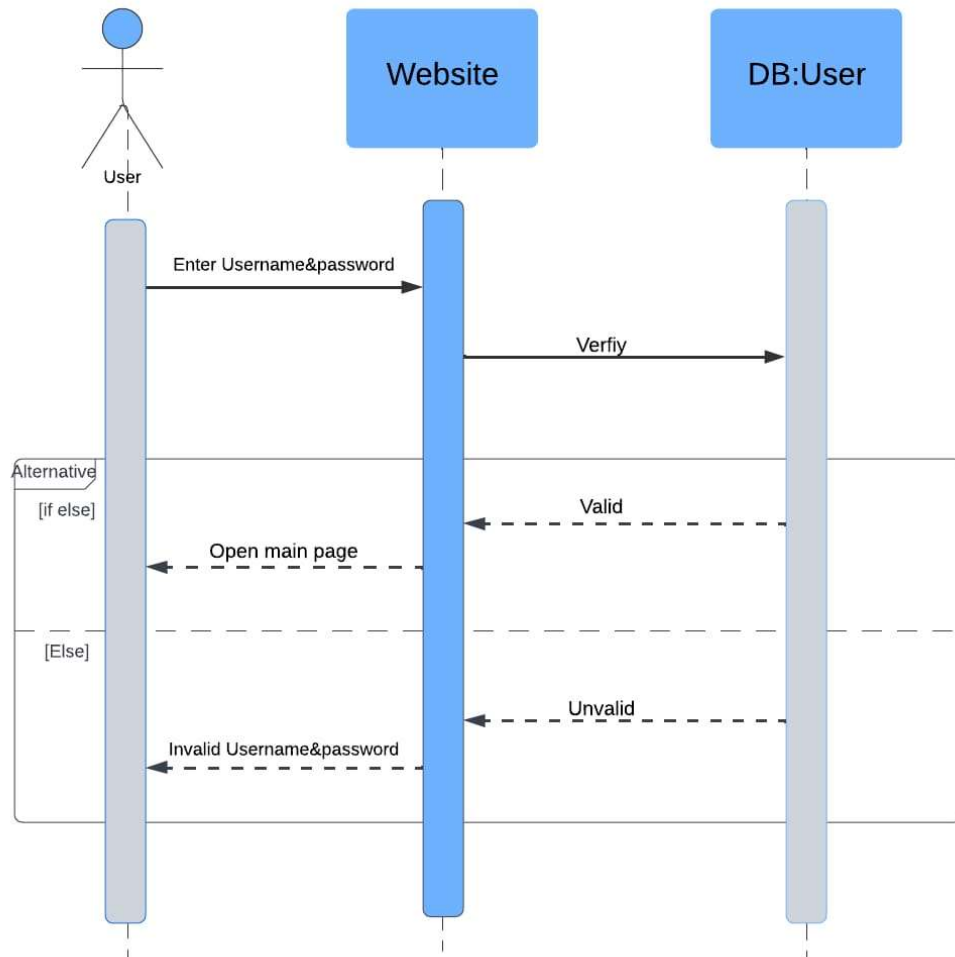 Website
DB:User
User
Enter Username&password
Verfiy
Alternative
[if else]
Valid
Open main page
[Else]
Unvalid
Invalid Username&password